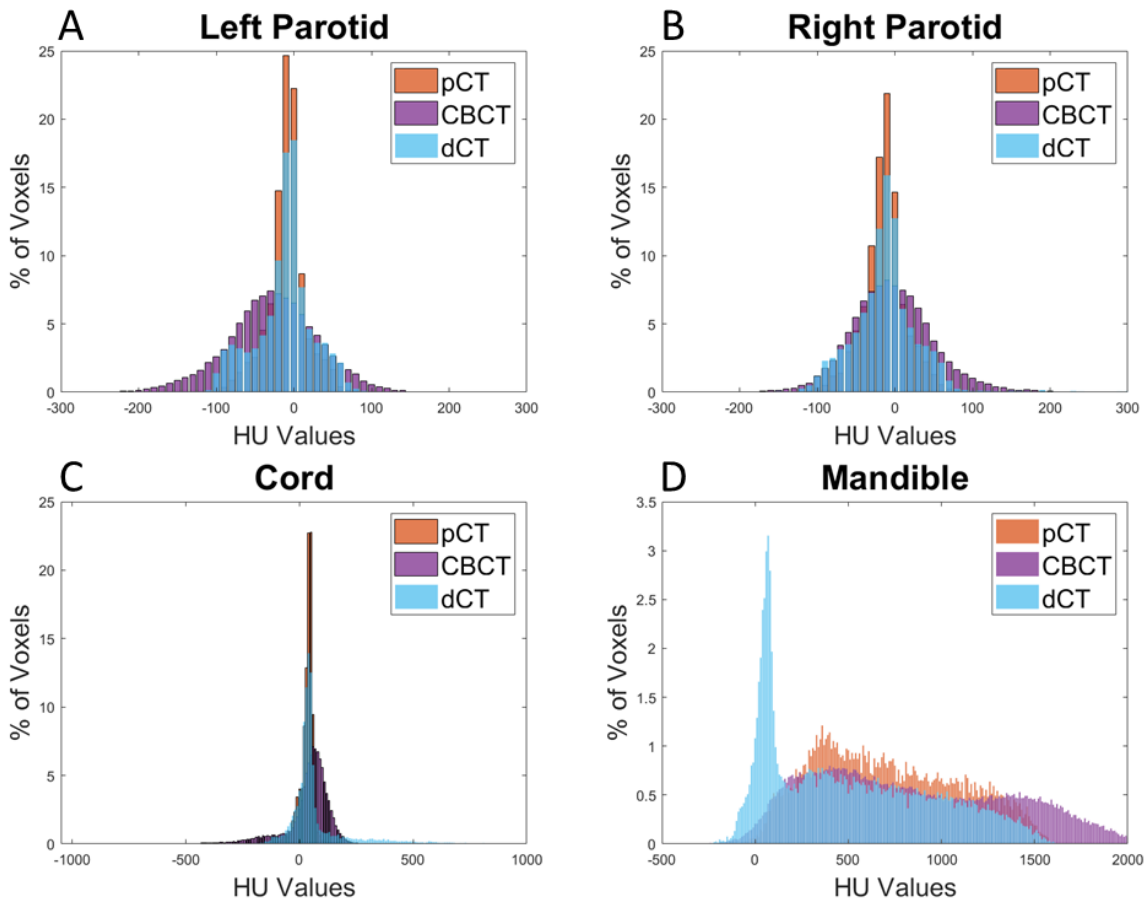 A
Left Parotid
25
20
15
10
5
0
-300
-200
-100
0
100
200
300
% of Voxels
HU Values
pCT
CBCT
dCT
B
Right Parotid
25
20
15
10
5
0
-300
-200
-100
0
100
200
300
% of Voxels
HU Values
pCT
CBCT
dCT
C
Cord
25
20
15
10
5
0
-1000
-500
0
500
1000
% of Voxels
HU Values
pCT
CBCT
dCT
D
Mandible
3.5
3
2.5
2
1.5
1
0.5
0
-500
0
500
1000
1500
2000
% of Voxels
HU Values
pCT
CBCT
dCT